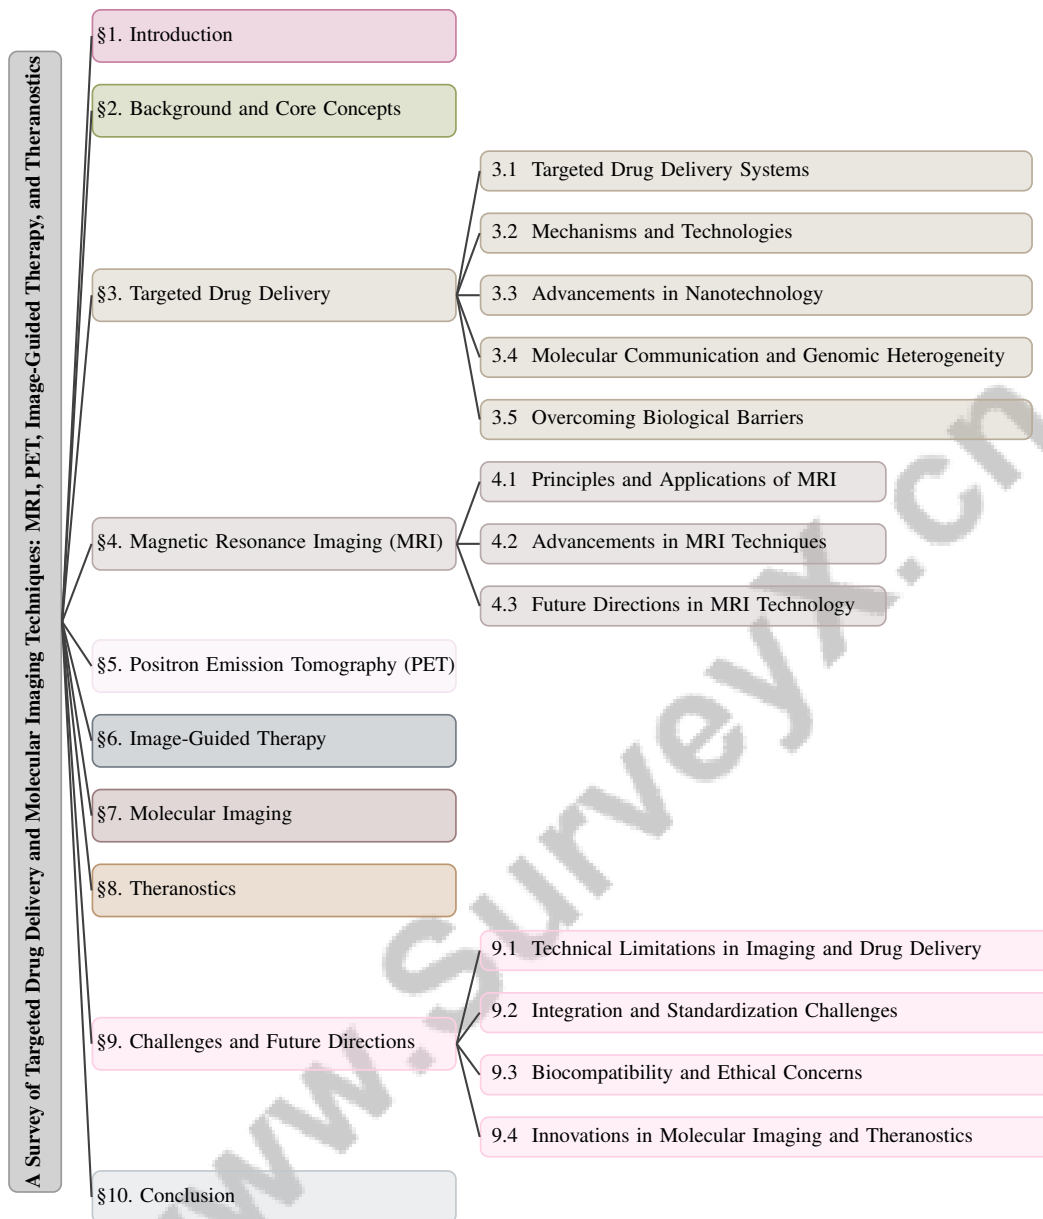 A Survey of Targeted Drug Delivery and Molecular Imaging Techniques: MRI, PET, Image-Guided Therapy, and Theranostics
§1. Introduction
§2. Background and Core Concepts
§3. Targeted Drug Delivery
3.1 Targeted Drug Delivery Systems
3.2 Mechanisms and Technologies
3.3 Advancements in Nanotechnology
3.4 Molecular Communication and Genomic Heterogeneity
3.5 Overcoming Biological Barriers
§4. Magnetic Resonance Imaging (MRI)
4.1 Principles and Applications of MRI
4.2 Advancements in MRI Techniques
4.3 Future Directions in MRI Technology
§5. Positron Emission Tomography (PET)
§6. Image-Guided Therapy
§7. Molecular Imaging
§8. Theranostics
§9. Challenges and Future Directions
9.1 Technical Limitations in Imaging and Drug Delivery
9.2 Integration and Standardization Challenges
9.3 Biocompatibility and Ethical Concerns
9.4 Innovations in Molecular Imaging and Theranostics
§10. Conclusion
www.surveyx.cn